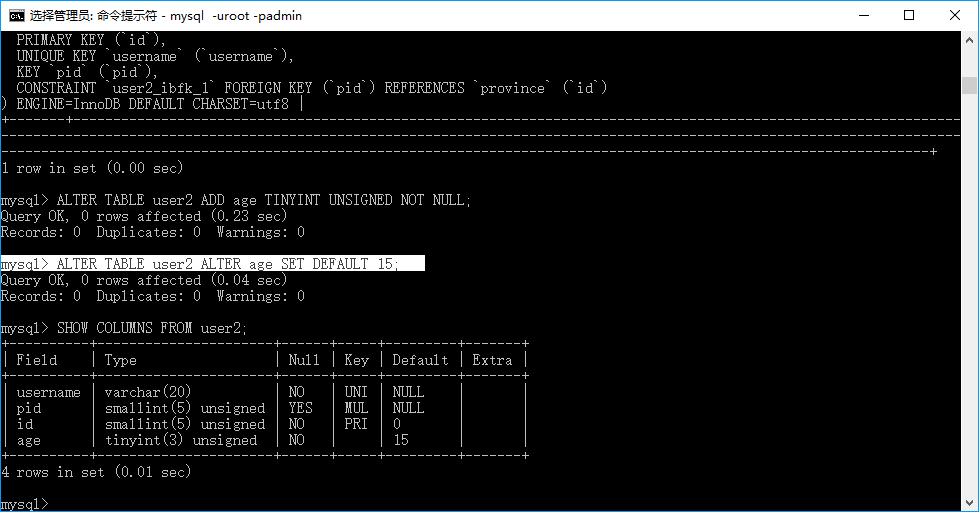 选择管理员: 命令提示符 - mysql -uroot -padmin
PRIMARY KEY (`id`),
UNIQUE KEY `username` (`username`),
KEY `pid` (`pid`),
CONSTRAINT `user2_ibfk_1` FOREIGN KEY (`pid`) REFERENCES `province` (`id`)
) ENGINE=InnoDB DEFAULT CHARSET=utf8 |
1 row in set (0.00 sec)
mysql> ALTER TABLE user2 ADD age TINYINT UNSIGNED NOT NULL;
Query OK, 0 rows affected (0.23 sec)
Records: 0  Duplicates: 0  Warnings: 0
mysql> ALTER TABLE user2 ALTER age SET DEFAULT 15;
Query OK, 0 rows affected (0.04 sec)
Records: 0  Duplicates: 0  Warnings: 0
mysql> SHOW COLUMNS FROM user2;
+----------+----------------------+------+-----+---------+-------+
| Field    | Type                 | Null | Key | Default | Extra |
+----------+----------------------+------+-----+---------+-------+
| username | varchar(20)          | NO   | UNI | NULL    |       |
| pid      | smallint(5) unsigned | YES  | MUL | NULL    |       |
| id       | smallint(5) unsigned | NO   | PRI | 0       |       |
| age      | tinyint(3) unsigned  | NO   |     | 15      |       |
+----------+----------------------+------+-----+---------+-------+
4 rows in set (0.01 sec)
mysql>